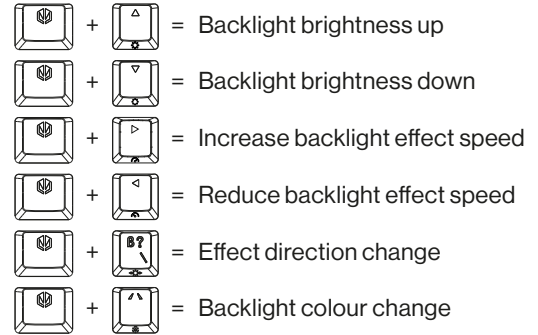 + = Backlight brightness up
+ = Backlight brightness down
+ = Increase backlight effect speed
+ = Reduce backlight effect speed
+ B? \ = Effect direction change
+ ^ ^ = Backlight colour change